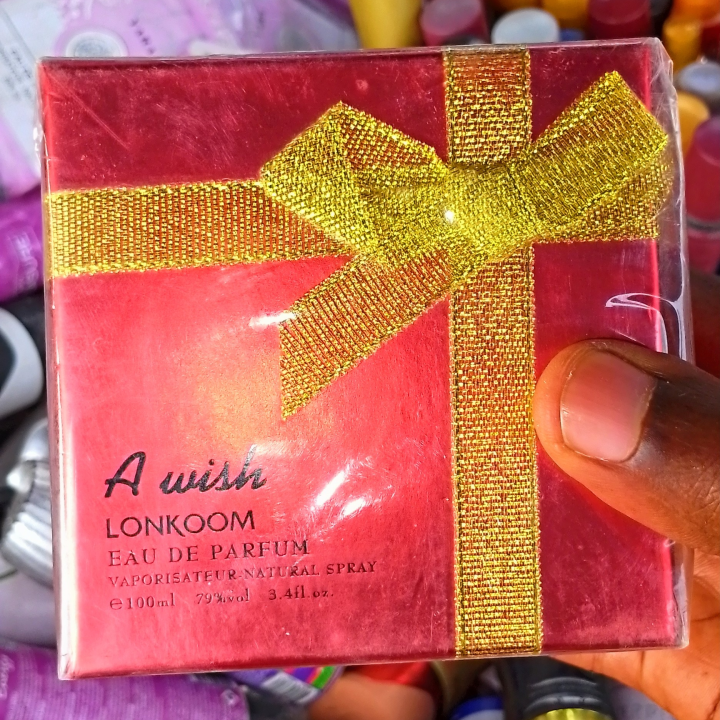 A wish
LONKOOM
EAU DE PARFUM
VAPORISATEUR-NATURAL SPRAY
℮100ml 79%vol 3.4fl.oz.